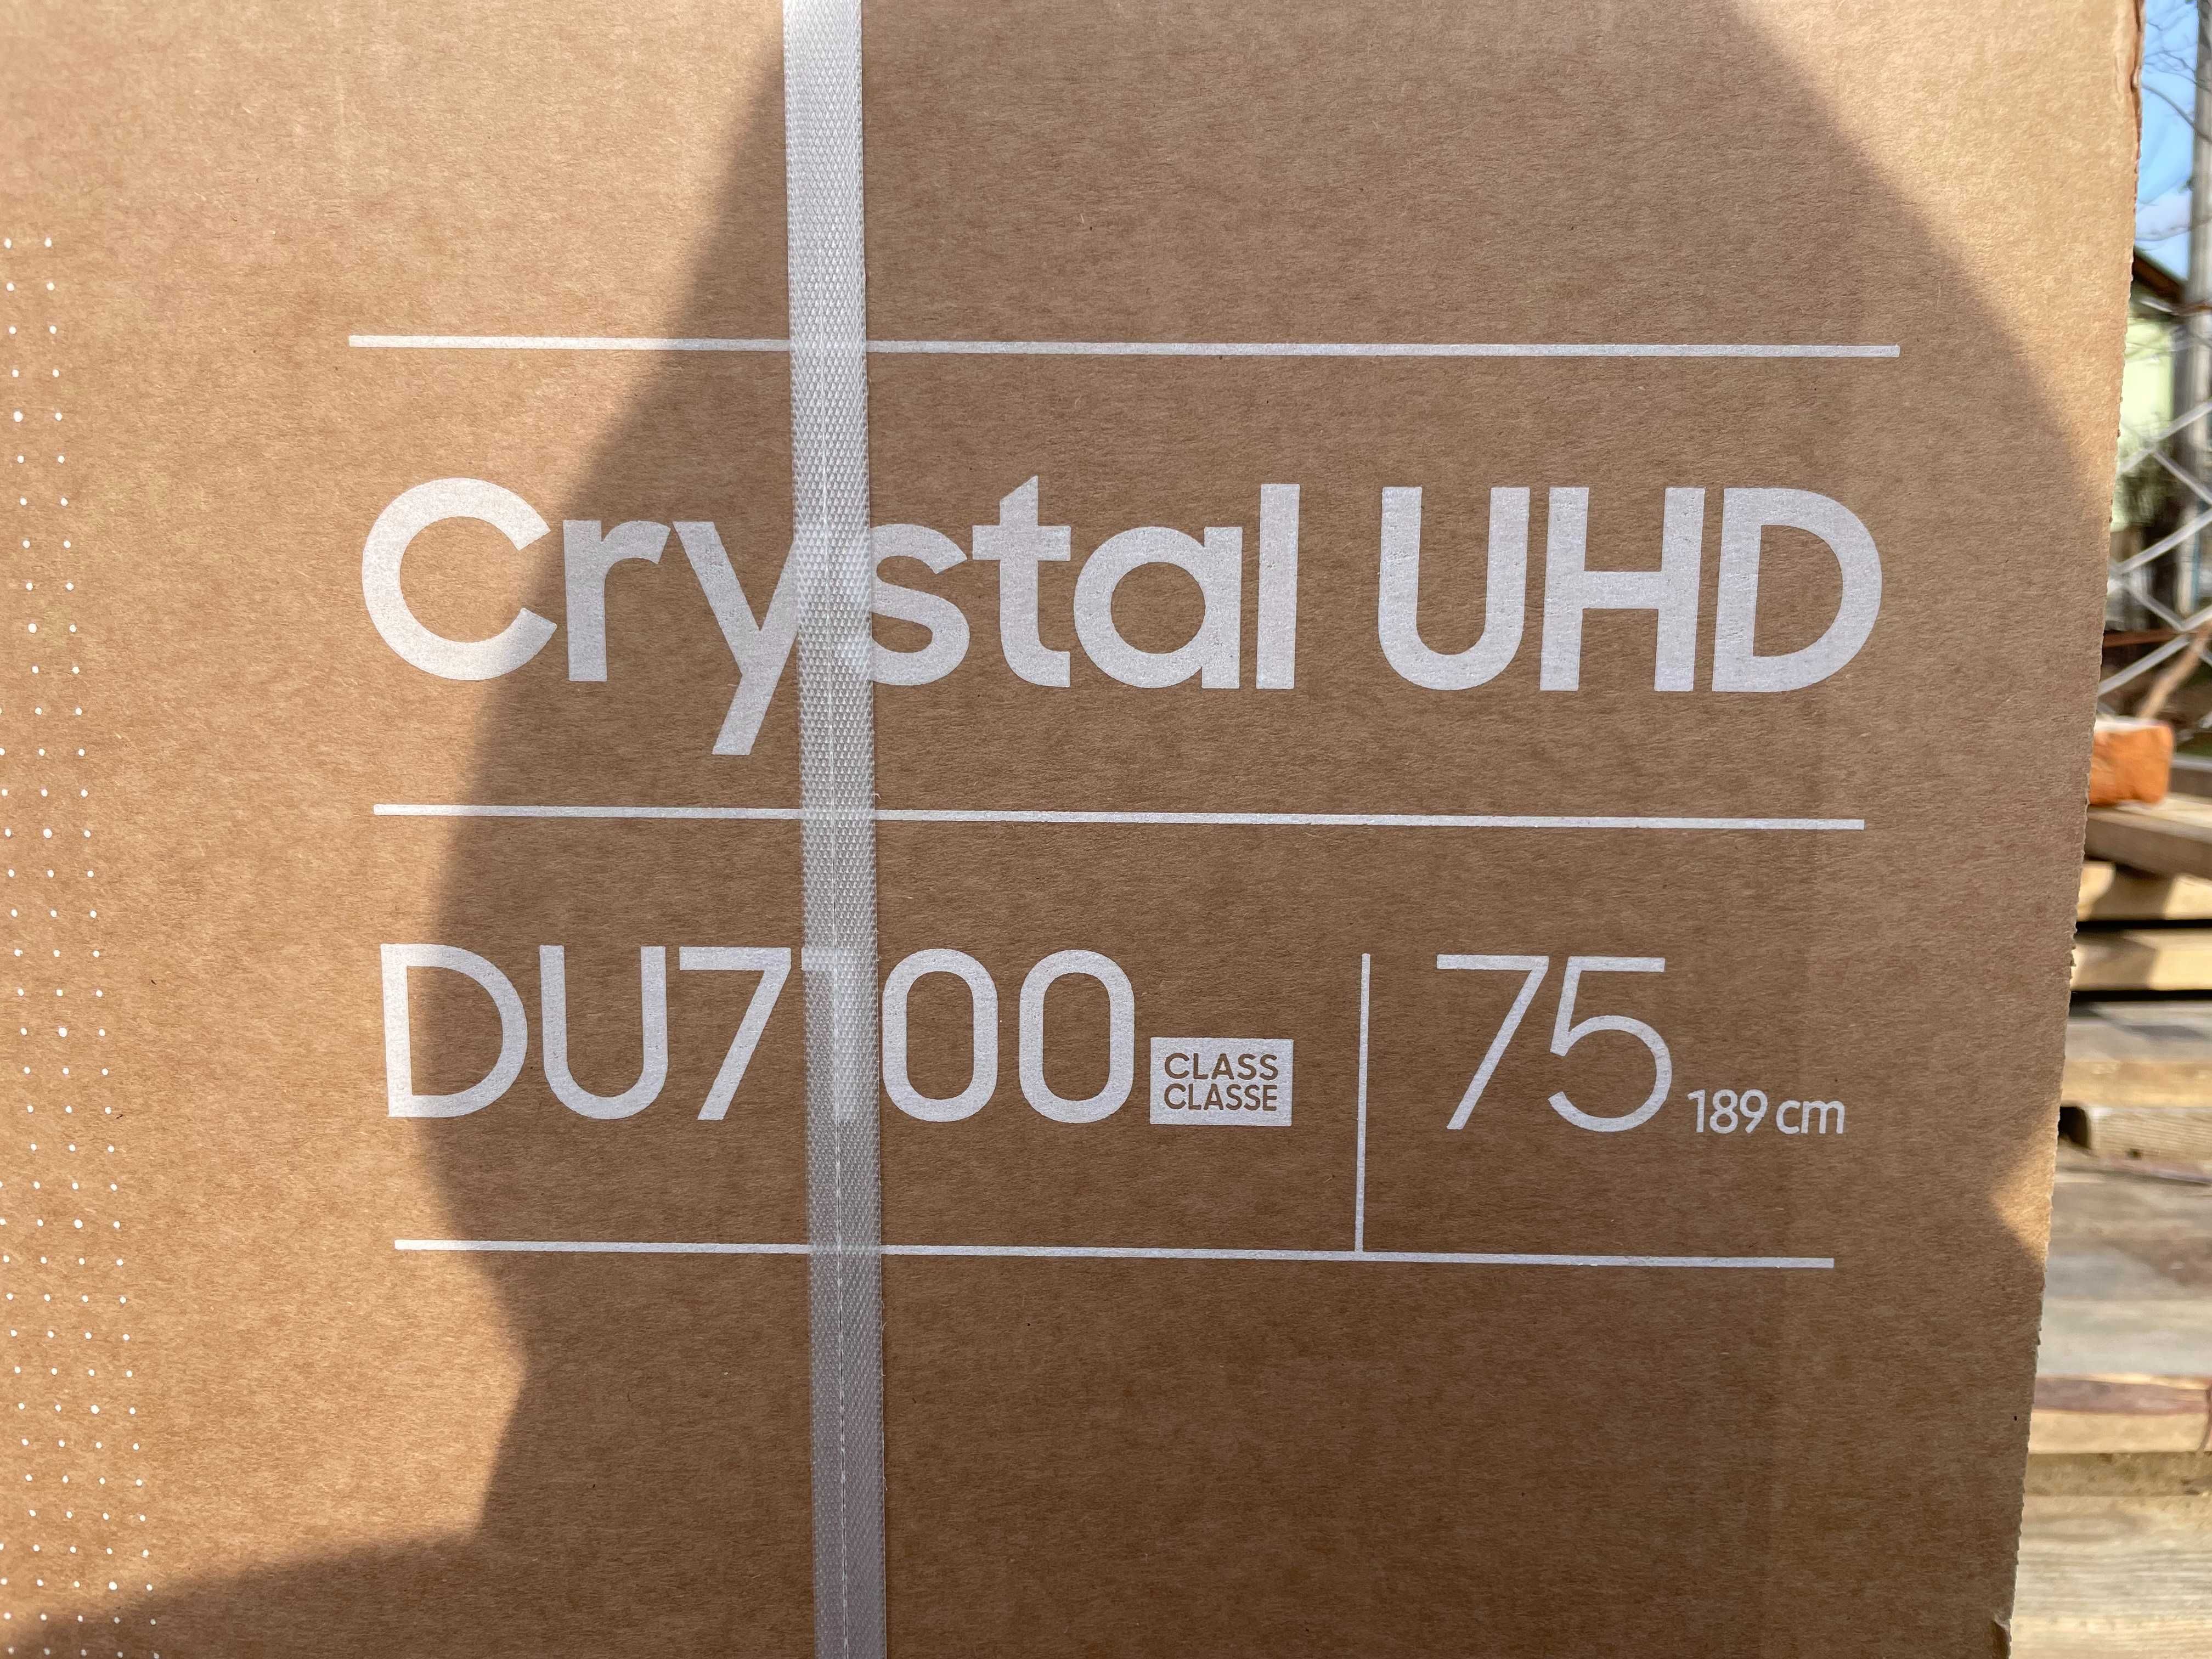 Crystal UHD
DU7100 CLASS CLASSE 75 189 cm